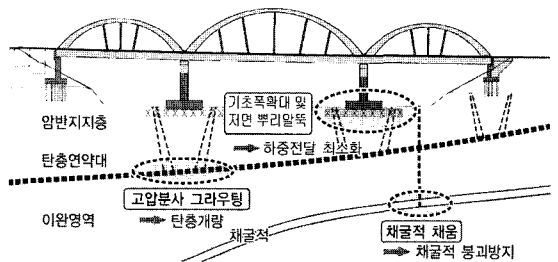 기초폭확대 및
저면 뿌리말뚝
암반지지층
하중전달 최소화
탄층연약대
고압분사 그라우팅
탄층개량
이완영역
채굴적
채굴적 채움
채굴적 붕괴방지